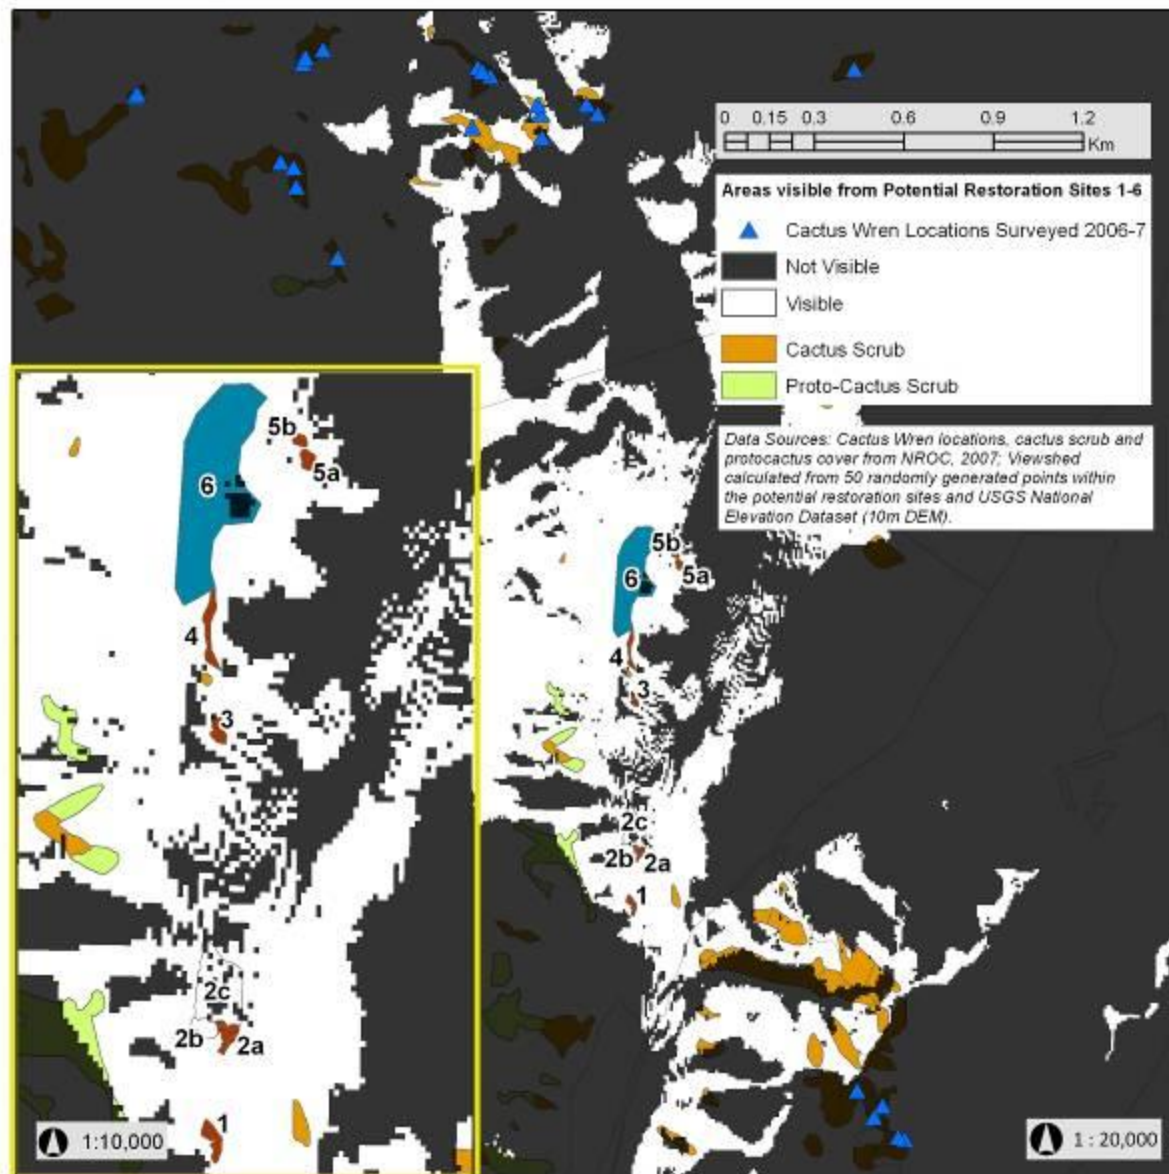 0 0.15 0.3 0.6 0.9 1.2
Km
Areas visible from Potential Restoration Sites 1-6
Cactus Wren Locations Surveyed 2006-7
Not Visible
Visible
Cactus Scrub
Proto-Cactus Scrub
Data Sources: Cactus Wren locations, cactus scrub and
protocactus cover from NROC, 2007; Viewshed
calculated from 50 randomly generated points within
the potential restoration sites and USGS National
Elevation Dataset (10m DEM).
5b
5a
6
4
3
2c
2b 2a
1
1:10,000
5b
5a
6
4
3
2c
2b 2a
1
1 : 20,000